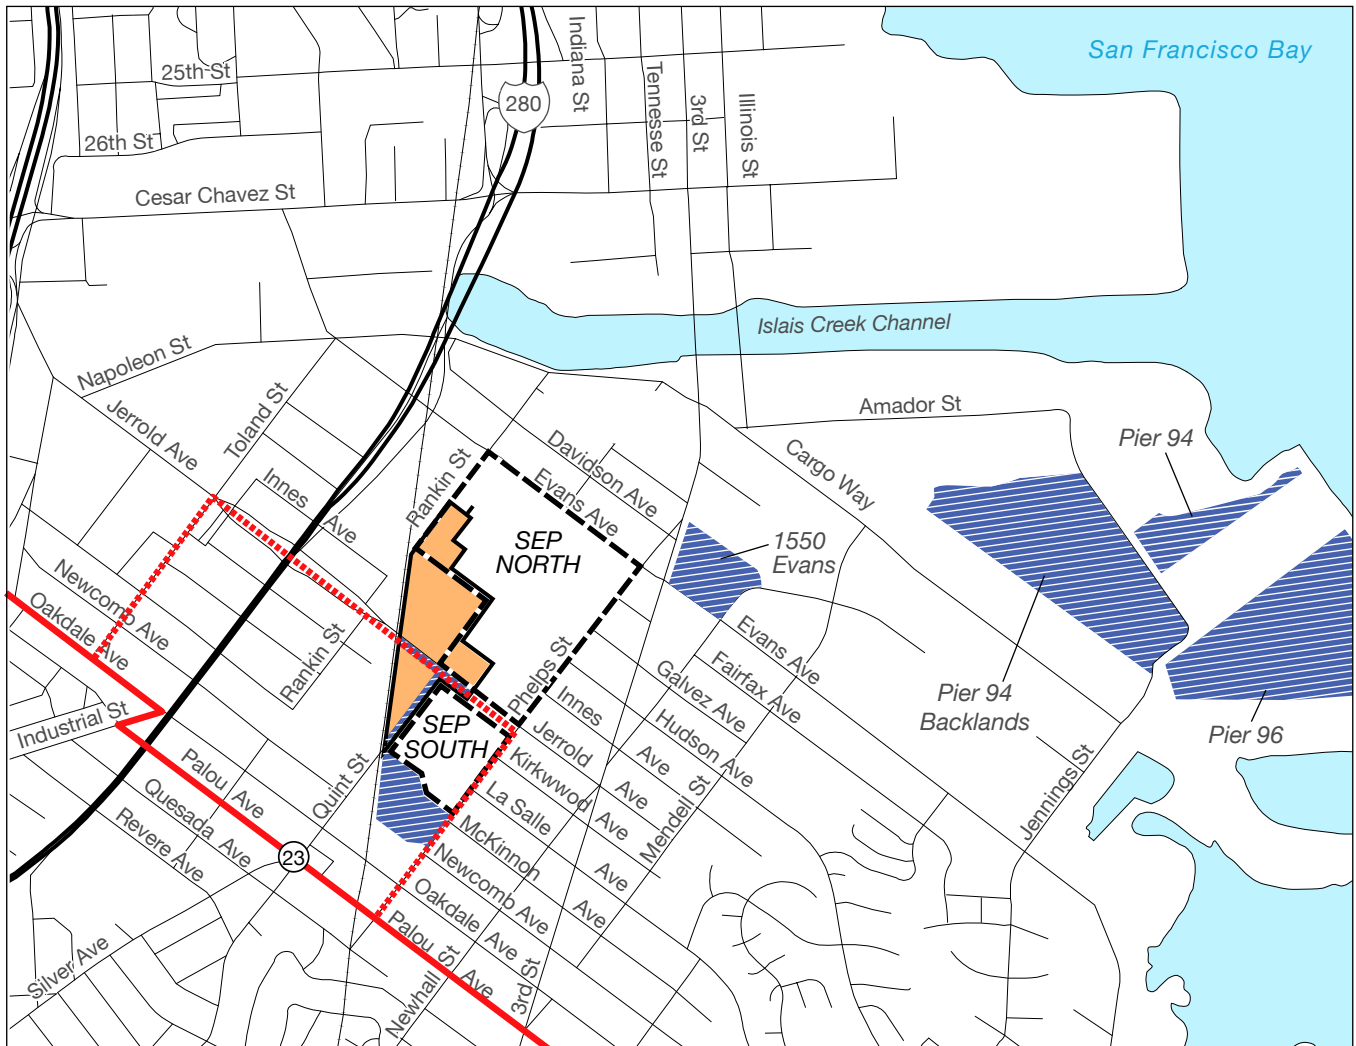 San Francisco Bay
25th St
280
Indiana St
Tennesse St
3rd St
Illinois St
26th St
Cesar Chavez St
Islais Creek Channel
Napoleon St
Jerrold Ave
Toland St
Amador St
Pier 94
Cargo Way
Davidson Ave
Evans Ave
Rankin St
Innes
Ave
SEP
NORTH
1550
Evans
Newcomb Ave
Oakdale Ave
Rankin St
Evans Ave
Fairfax Ave
Galvez Ave
Hudson Ave
Phelps St
Innes
Ave
Pier 94
Backlands
Pier 96
Industrial St
SEP
SOUTH
Jerrold
Ave
Kirkwwod
Ave
La Salle
Ave
Mendell St
Jennings St
Quint St
Palou Ave
Quesada Ave
Revere Ave
23
McKinnon
Ave
Newcomb Ave
Oakdale Ave
Palou Ave
Silver Ave
Newhall St
3rd St